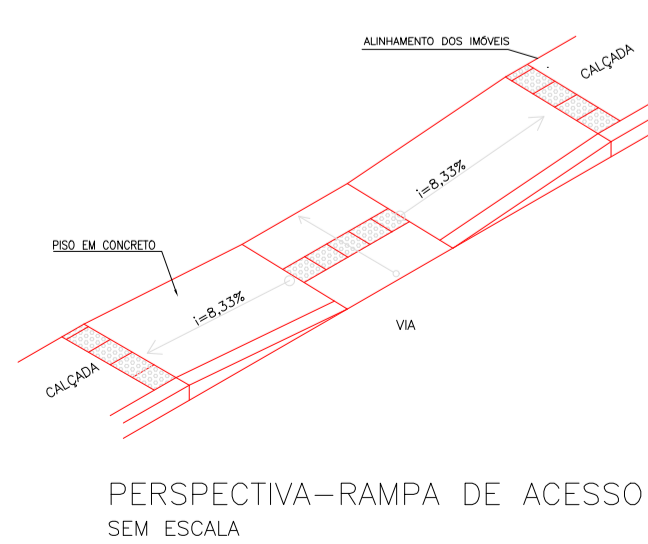 ALINHAMENTO DOS IMÓVEIS
CALÇADA
i=8,33%
PISO EM CONCRETO
i=8,33%
VIA
CALÇADA
PERSPECTIVA-RAMPA DE ACESSO
SEM ESCALA